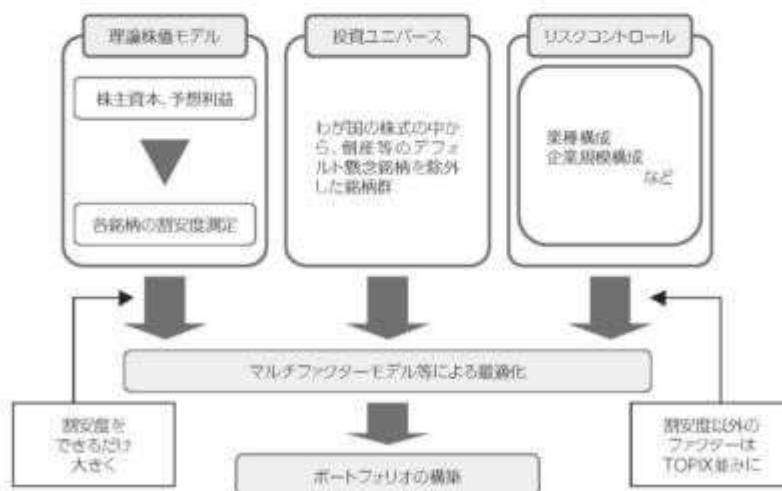 理論株価モデル
株主資本、予想利益
各銘柄の割安度測定
投資ユニバース
わが国の株式の中か
ら、倒産等のデフォ
ルト懸念銘柄を除外
した銘柄群
リスクコントロール
業種構成
企業規模構成
など
マルチファクターモデル等による最適化
割安度を
できるだけ
大きく
割安度以外の
ファクターは
TOPIX並みに
ポートフォリオの構築